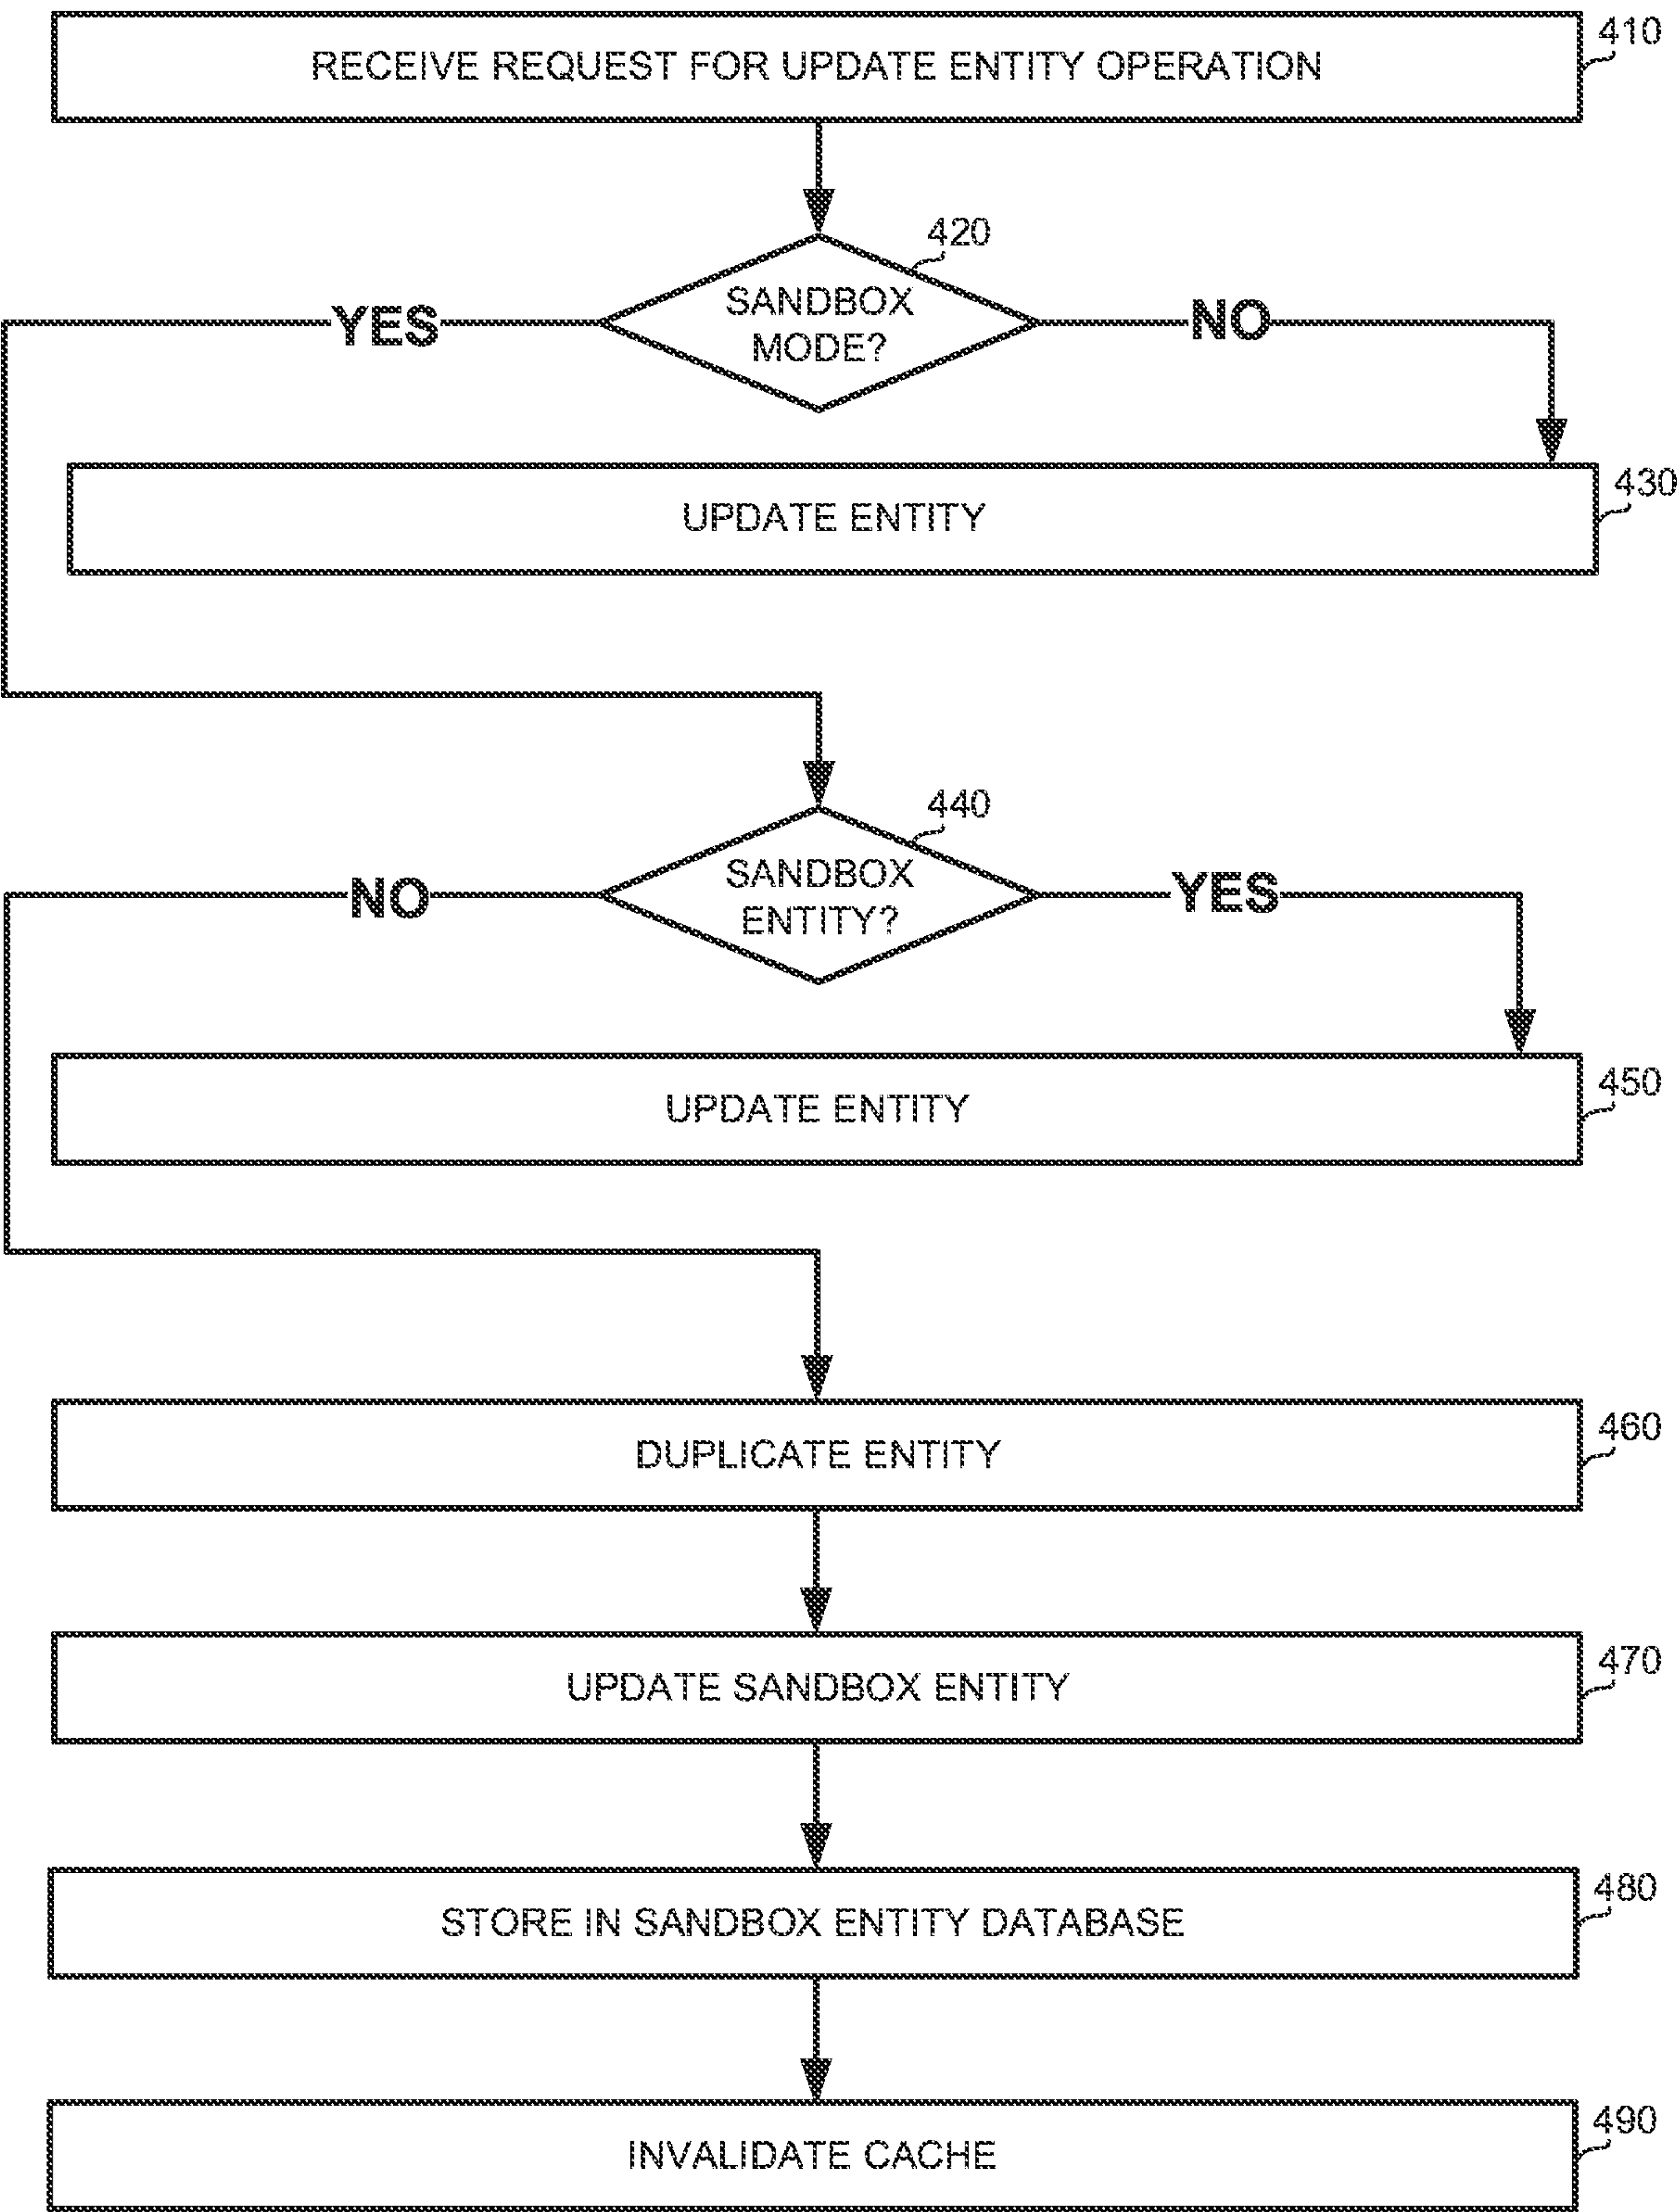 RECEIVE REQUEST FOR UPDATE ENTITY OPERATION
410
420
SANDBOX
MODE?
YES
NO
430
UPDATE ENTITY
440
SANDBOX
ENTITY?
NO
YES
450
UPDATE ENTITY
460
DUPLICATE ENTITY
470
UPDATE SANDBOX ENTITY
480
STORE IN SANDBOX ENTITY DATABASE
490
INVALIDATE CACHE